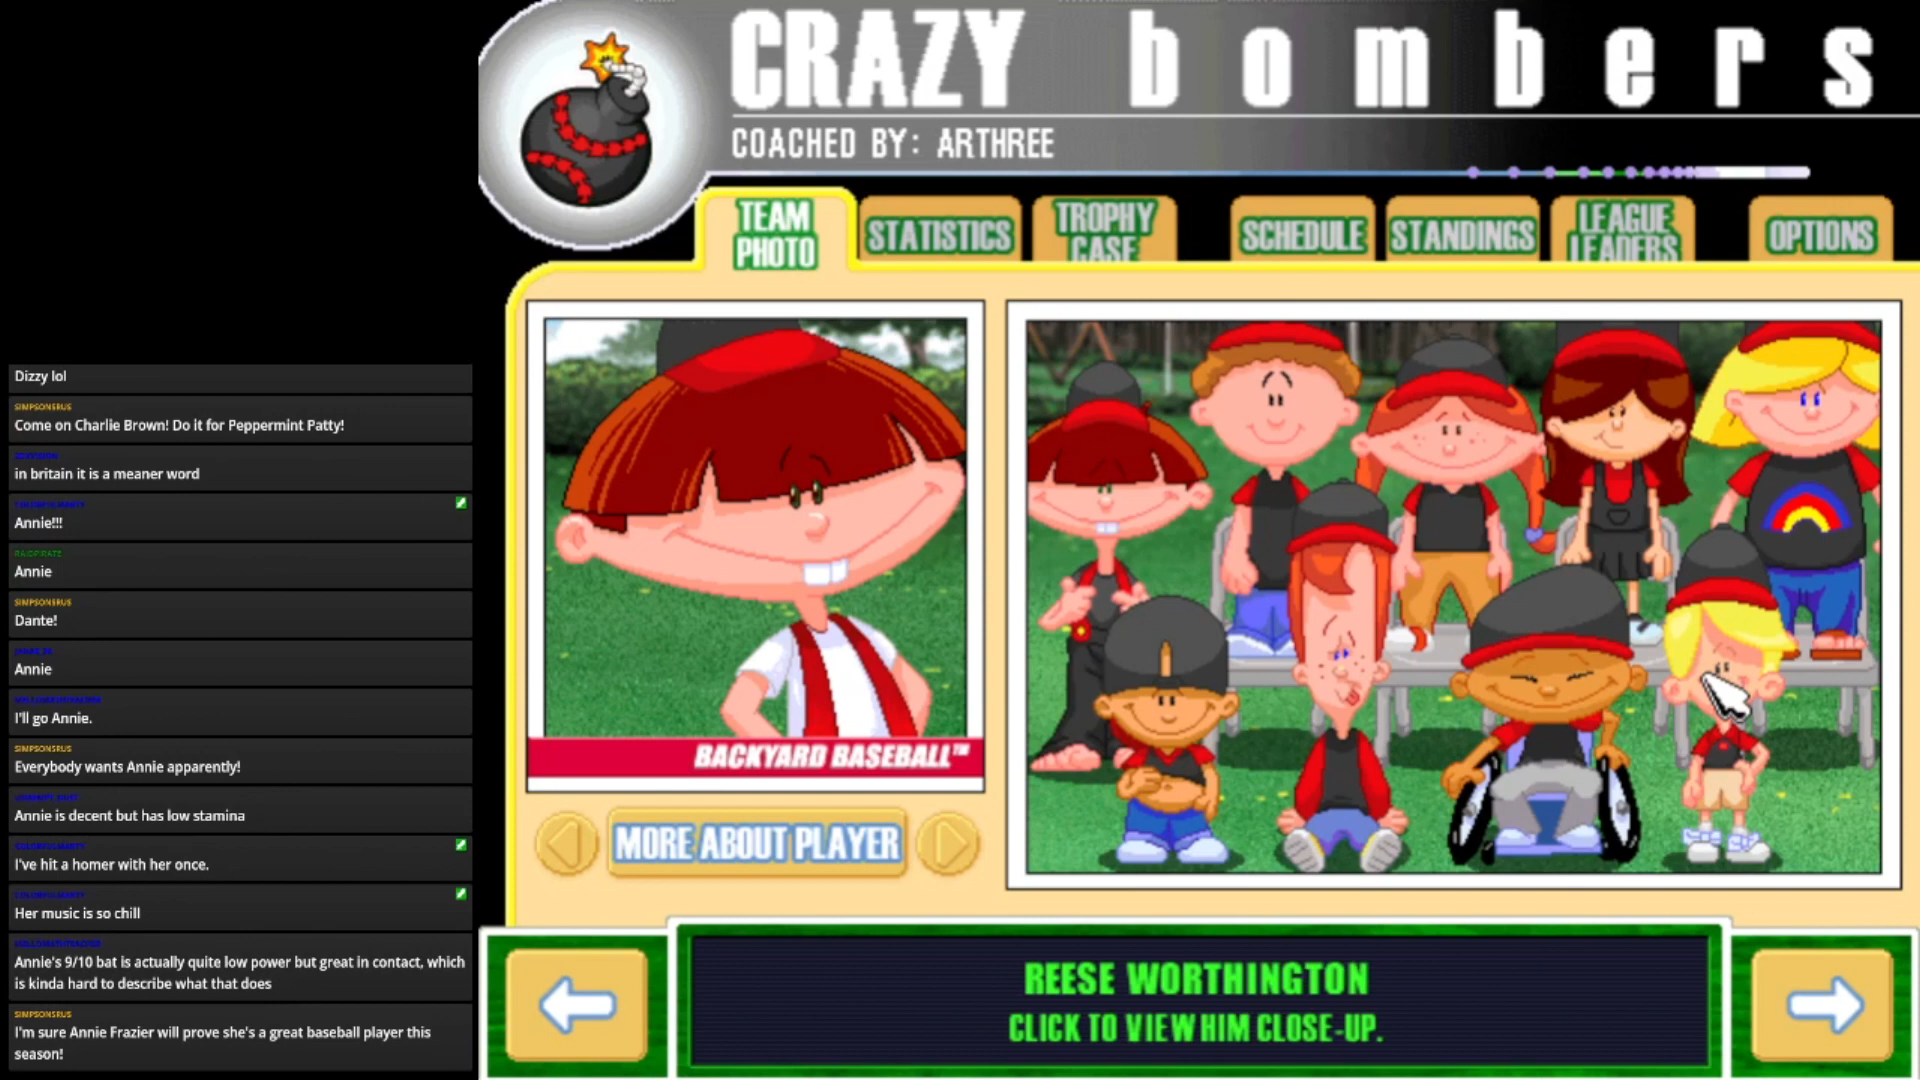 CRAZY bombers
COACHED BY: ARTHREE
TEAM
PHOTO
STATISTICS
TROPHY
CASE
SCHEDULE
STANDINGS
LEAGUE
LEADERS
OPTIONS
Dizzy lol
SIMPSONSRUS
Come on Charlie Brown! Do it for Peppermint Patty!
in britain it is a meaner word
Annie!!!
Annie
SIMPSONSRUS
Dante!
Annie
I'll go Annie.
SIMPSONSRUS
Everybody wants Annie apparently!
Annie is decent but has low stamina
I've hit a homer with her once.
Her music is so chill
Annie's 9/10 bat is actually quite low power but great in contact, which
is kinda hard to describe what that does
SIMPSONSRUS
I'm sure Annie Frazier will prove she's a great baseball player this
season!
BACKYARD BASEBALL™
MORE ABOUT PLAYER
REESE WORTHINGTON
CLICK TO VIEW HIM CLOSE-UP.